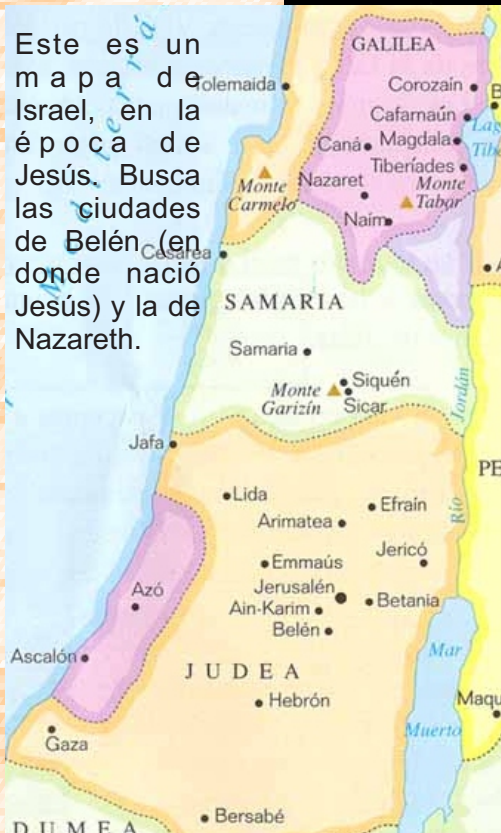 Este es un
mapa de
Israel, en la
época de
Jesús. Busca
las ciudades
de Belén (en
donde nació
Jesús) y la de
Nazareth.
GALILEA
Tolemaida
Corozaín
Cafarnaún
Caná
Magdala
Tiberíades
Monte
Carmelo
Nazaret
Monte
Tabor
Naim
Cesarea
SAMARIA
Samaria
Siquén
Monte
Garizín
Sicar
Jordán
Río
Jafa
Lida
Efraín
Arimatea
Emmaús
Jericó
Jerusalén
Azó
Ain-Karim
Betania
Belén
Ascalón
JUDEA
Mar
Muerto
Hebrón
Gaza
Bersabé